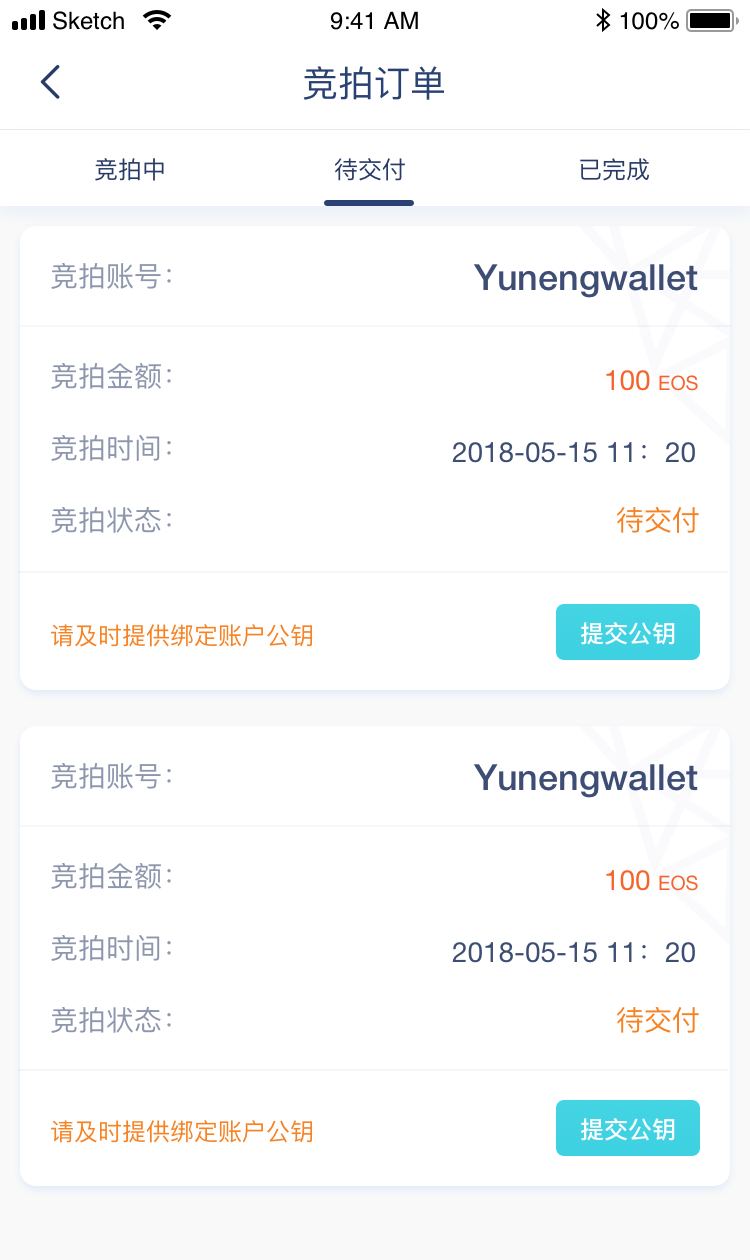 Sketch 9:41 AM 100%
竞拍订单
竞拍中 待交付 已完成
竞拍账号: Yunengwallet
竞拍金额: 100 EOS
竞拍时间: 2018-05-15 11：20
竞拍状态: 待交付
请及时提供绑定账户公钥 提交公钥
竞拍账号: Yunengwallet
竞拍金额: 100 EOS
竞拍时间: 2018-05-15 11：20
竞拍状态: 待交付
请及时提供绑定账户公钥 提交公钥